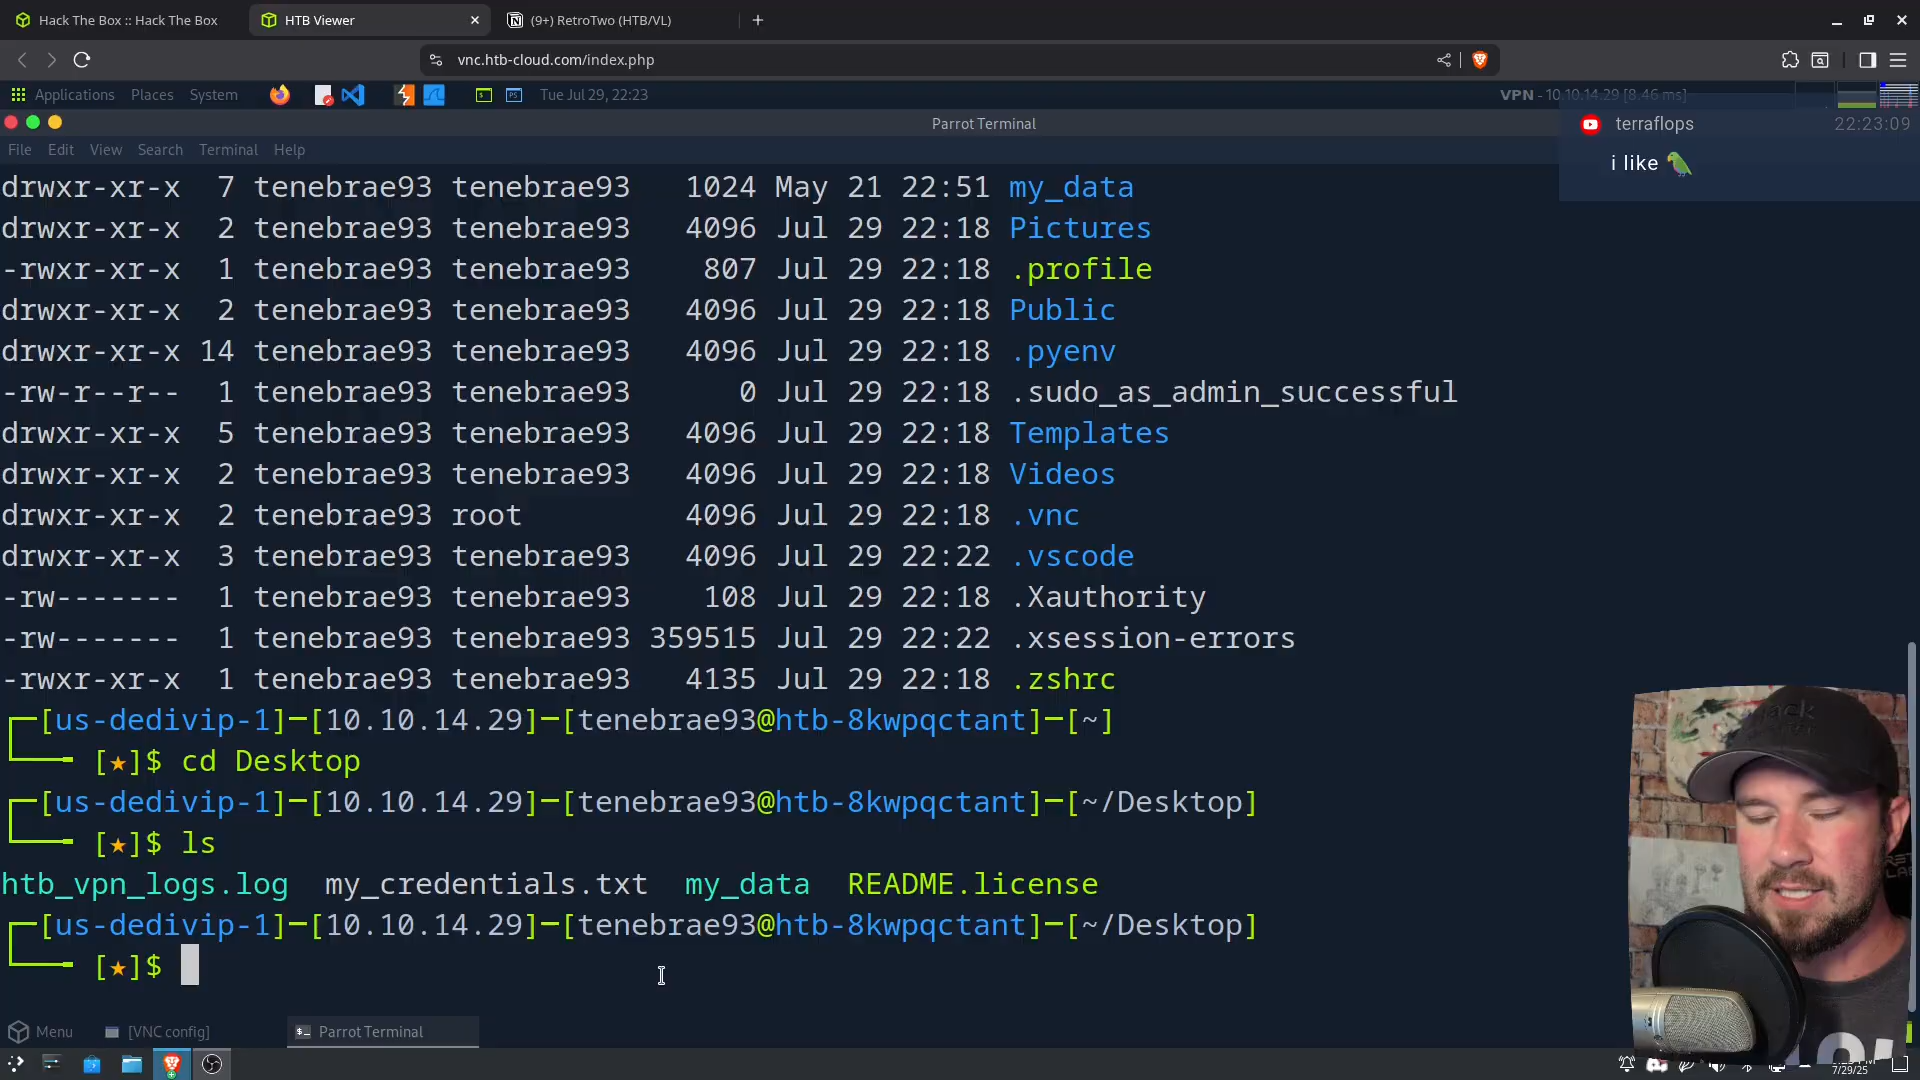 Hack The Box :: Hack The Box
HTB Viewer
(9+) RetroTwo (HTB/VL)
vnc.htb-cloud.com/index.php
Applications Places System
Tue Jul 29, 22:23
VPN - 10.10.14.29 [8.46 ms]
Parrot Terminal
terraflops 22:23:09
i like 🦜
File Edit View Search Terminal Help
drwxr-xr-x 7 tenebrae93 tenebrae93 1024 May 21 22:51 my_data
drwxr-xr-x 2 tenebrae93 tenebrae93 4096 Jul 29 22:18 Pictures
-rwxr-xr-x 1 tenebrae93 tenebrae93 807 Jul 29 22:18 .profile
drwxr-xr-x 2 tenebrae93 tenebrae93 4096 Jul 29 22:18 Public
drwxr-xr-x 14 tenebrae93 tenebrae93 4096 Jul 29 22:18 .pyenv
-rw-r--r-- 1 tenebrae93 tenebrae93 0 Jul 29 22:18 .sudo_as_admin_successful
drwxr-xr-x 5 tenebrae93 tenebrae93 4096 Jul 29 22:18 Templates
drwxr-xr-x 2 tenebrae93 tenebrae93 4096 Jul 29 22:18 Videos
drwxr-xr-x 2 tenebrae93 root 4096 Jul 29 22:18 .vnc
drwxr-xr-x 3 tenebrae93 tenebrae93 4096 Jul 29 22:22 .vscode
-rw------- 1 tenebrae93 tenebrae93 108 Jul 29 22:18 .Xauthority
-rw------- 1 tenebrae93 tenebrae93 359515 Jul 29 22:22 .xsession-errors
-rwxr-xr-x 1 tenebrae93 tenebrae93 4135 Jul 29 22:18 .zshrc
┌─[us-dedivip-1]─[10.10.14.29]─[tenebrae93@htb-8kwpqctant]─[~]
└──╼ [★]$ cd Desktop
┌─[us-dedivip-1]─[10.10.14.29]─[tenebrae93@htb-8kwpqctant]─[~/Desktop]
└──╼ [★]$ ls
htb_vpn_logs.log my_credentials.txt my_data README.license
┌─[us-dedivip-1]─[10.10.14.29]─[tenebrae93@htb-8kwpqctant]─[~/Desktop]
└──╼ [★]$
Menu [VNC config] Parrot Terminal
7/29/25